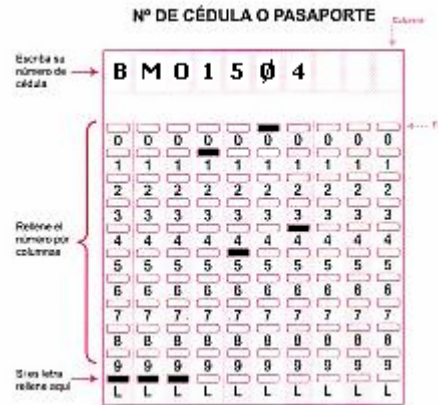 Nº DE CÉDULA O PASAPORTE
Columna
Escriba su
número de
cédula
B M O 1 5 Ø 4
0 0 0 0 0 0 0 0 0 0
1 1 1 1 1 1 1 1 1 1
2 2 2 2 2 2 2 2 2 2
3 3 3 3 3 3 3 3 3 3
Rellene el
número por
columnas
4 4 4 4 4 4 4 4 4 4
5 5 5 5 5 5 5 5 5 5
6 6 6 6 6 6 6 6 6 6
7 7 7 7 7 7 7 7 7 7
8 8 8 8 8 8 8 8 8 8
9 9 9 9 9 9 9 9 9 9
Si es letra
rellene aquí
L L L L L L L L L L